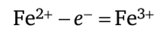 Fe²⁺ − e⁻ = Fe³⁺